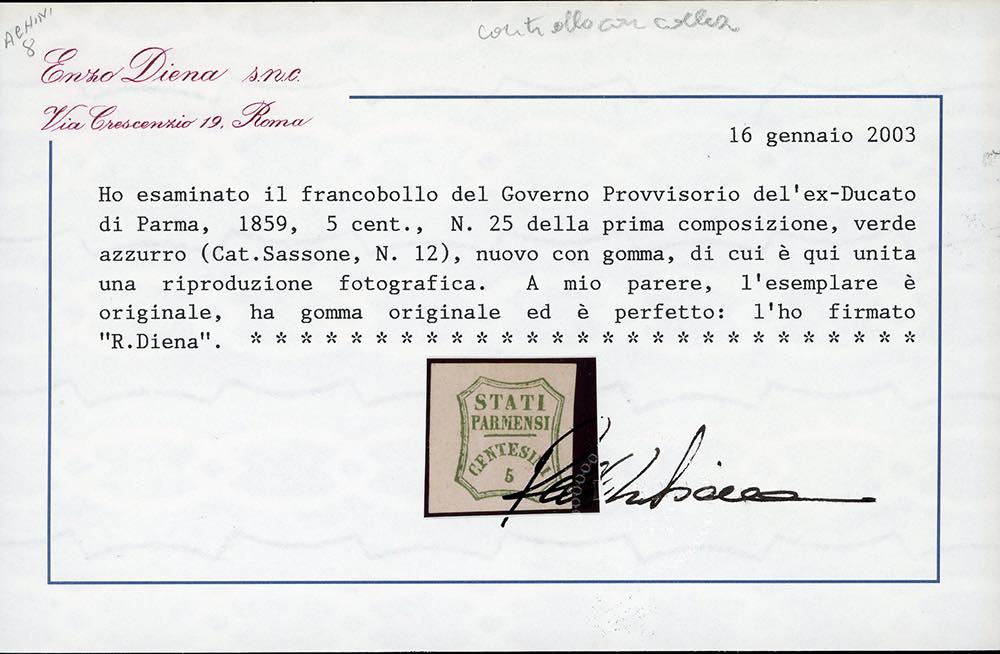 ACHINI
8
controllo con
Enzo Diena s.n.c.
Via Crescenzio 19, Roma
16 gennaio 2003
Ho esaminato il francobollo del Governo Provvisorio del'ex-Ducato
di Parma, 1859, 5 cent., N. 25 della prima composizione, verde
azzurro (Cat.Sassone, N. 12), nuovo con gomma, di cui è qui unita
una riproduzione fotografica. A mio parere, l'esemplare è
originale, ha gomma originale ed è perfetto: l'ho firmato
"R.Diena". * * * * * * * * * * * * * * * * * * * * * * * * * * *
STATI
PARMENSI
CENTESIMI
5